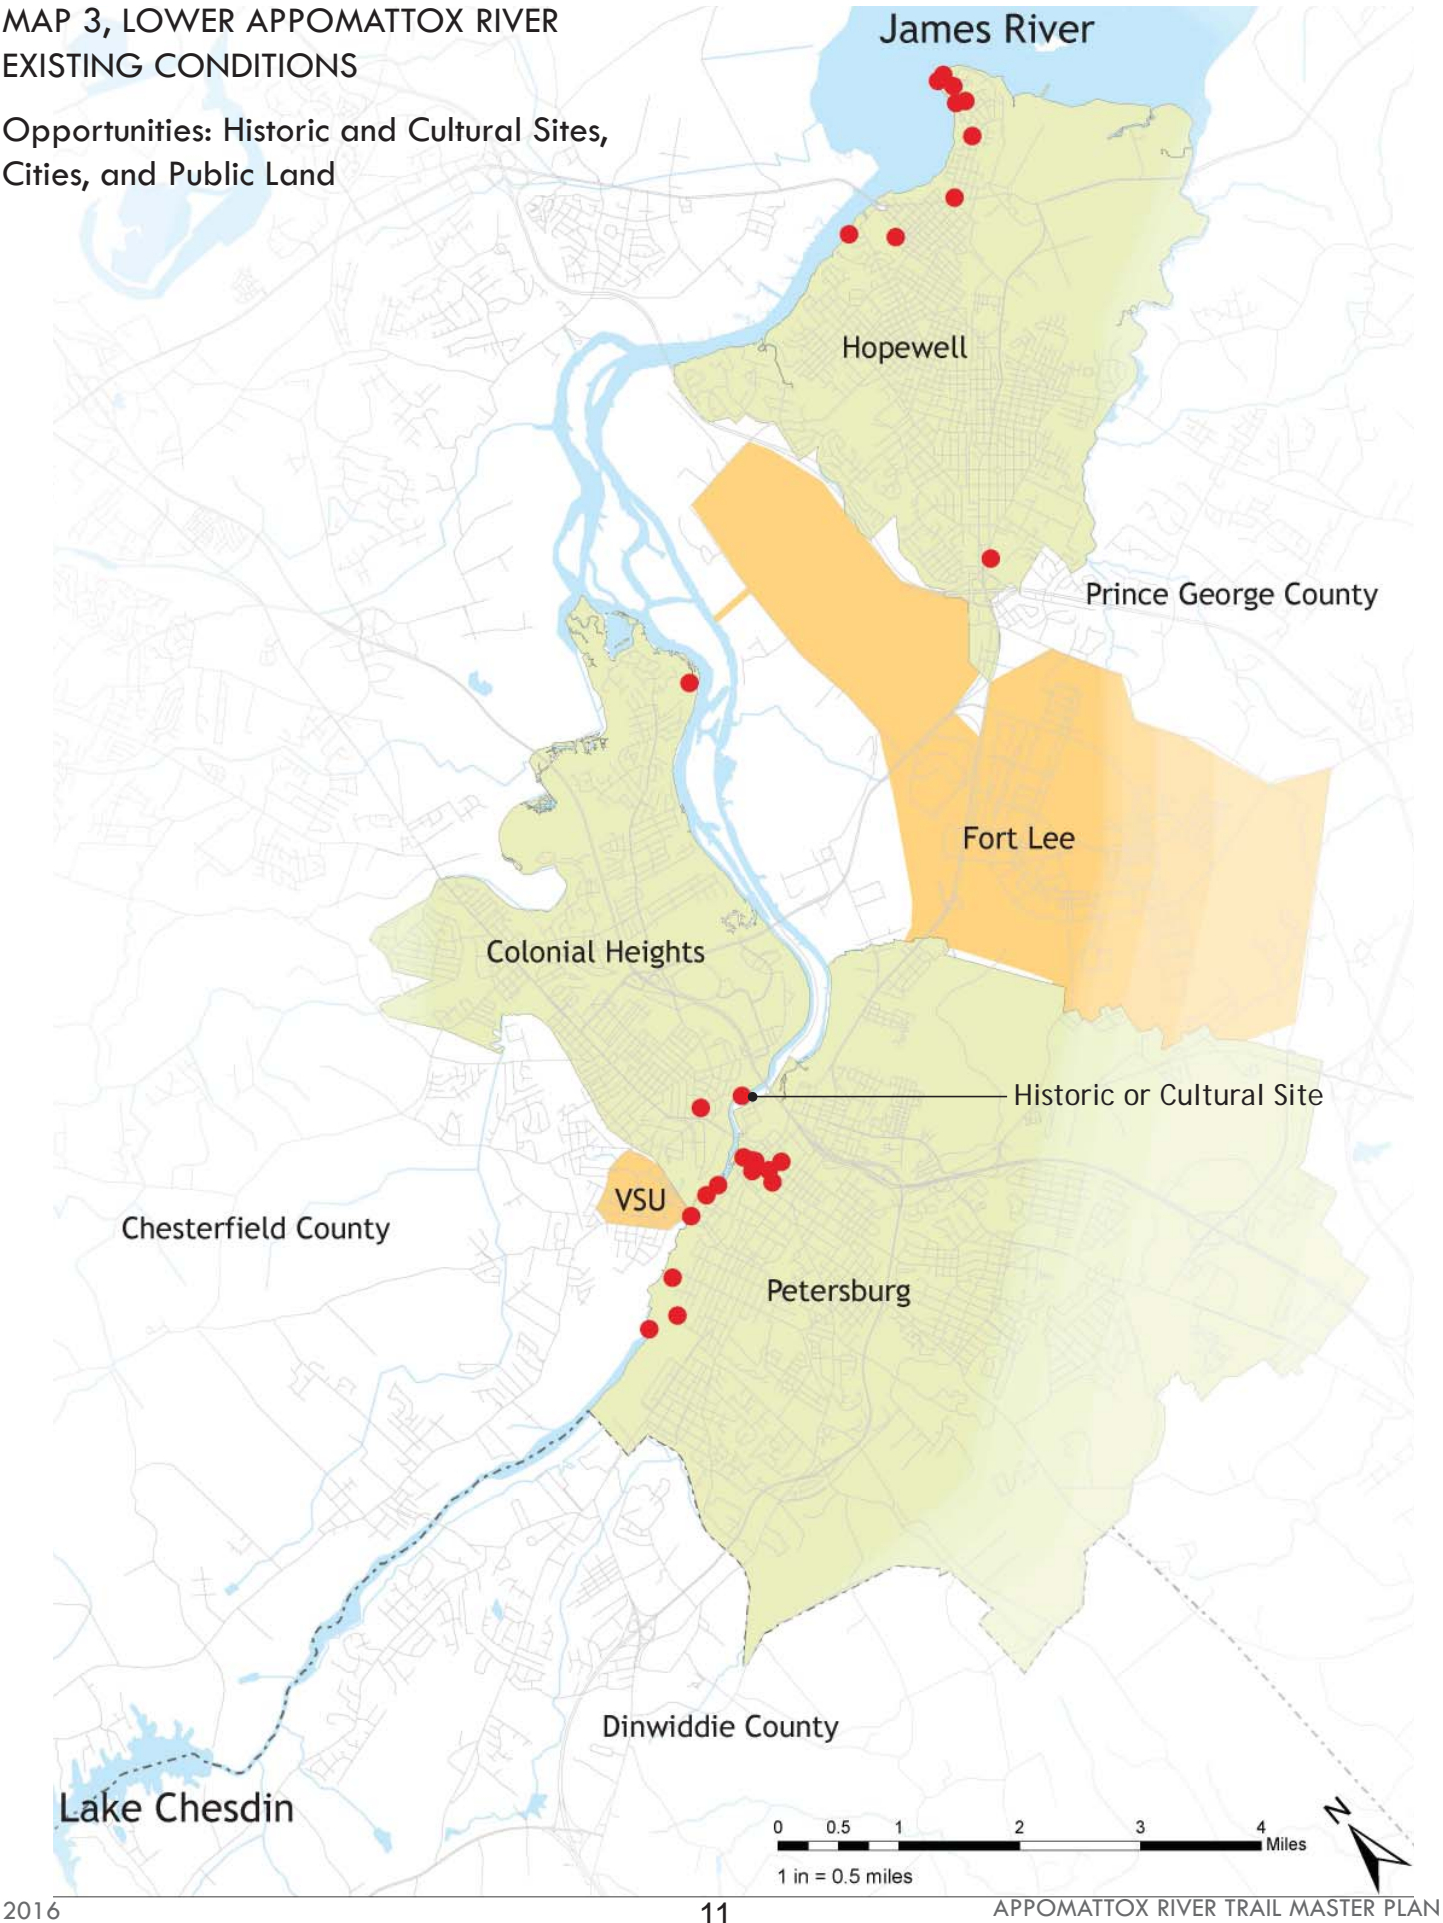 MAP 3, LOWER APPOMATTOX RIVER
EXISTING CONDITIONS
Opportunities: Historic and Cultural Sites,
Cities, and Public Land
James River
Hopewell
Prince George County
Fort Lee
Colonial Heights
Historic or Cultural Site
VSU
Chesterfield County
Petersburg
Dinwiddie County
Lake Chesdin
N
0 0.5 1 2 3 4
Miles
1 in = 0.5 miles
2016
11
APPOMATTOX RIVER TRAIL MASTER PLAN